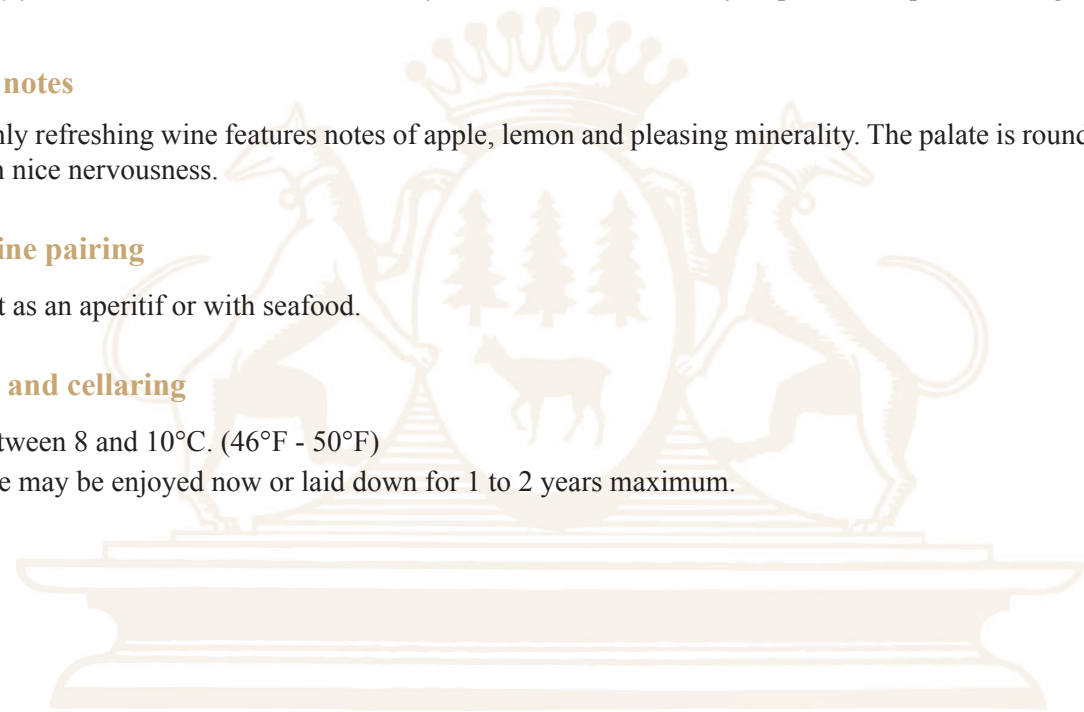 notes
nly refreshing wine features notes of apple, lemon and pleasing minerality. The palate is round
n nice nervousness.
ine pairing
t as an aperitif or with seafood.
and cellaring
tween 8 and 10°C. (46°F - 50°F)
e may be enjoyed now or laid down for 1 to 2 years maximum.